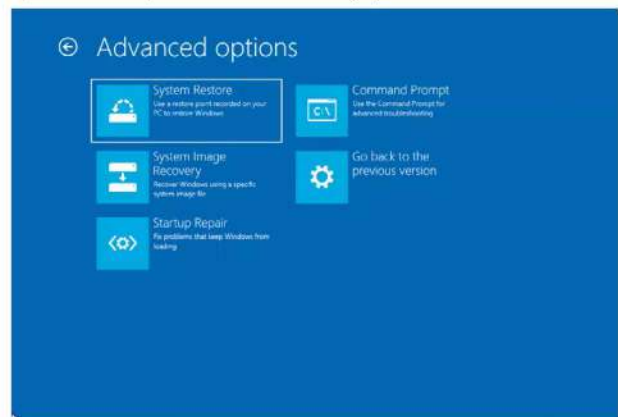 Advanced options
System Restore
Use a restore point recorded on your
PC to restore Windows
Command Prompt
Use the Command Prompt for
advanced troubleshooting
System Image
Recovery
Recover Windows using a specific
system image file
Go back to the
previous version
Startup Repair
Fix problems that keep Windows from
loading
C:\